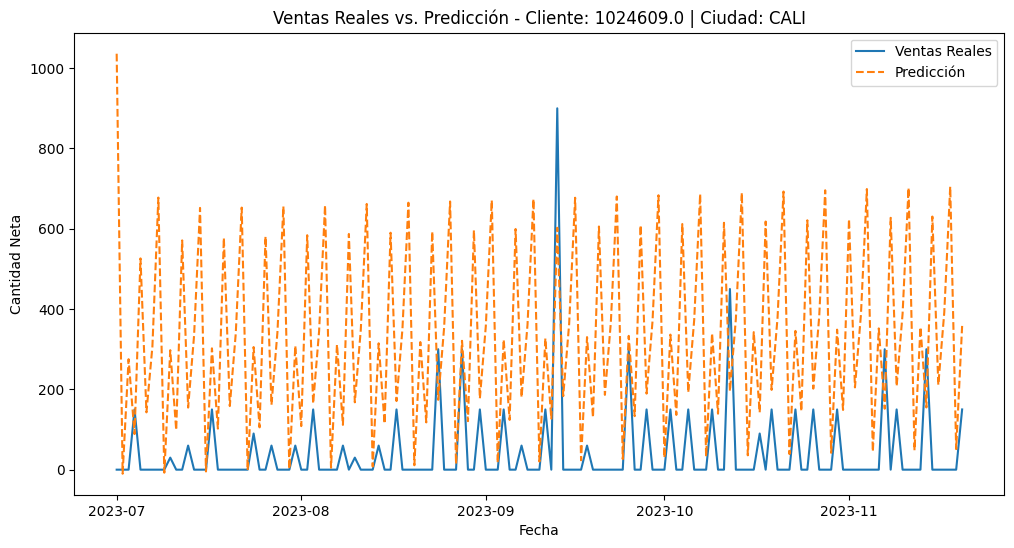 Ventas Reales vs. Predicción - Cliente: 1024609.0 | Ciudad: CALI
Ventas Reales
Predicción
Cantidad Neta
1000
800
600
400
200
0
2023-07
2023-08
2023-09
2023-10
2023-11
Fecha